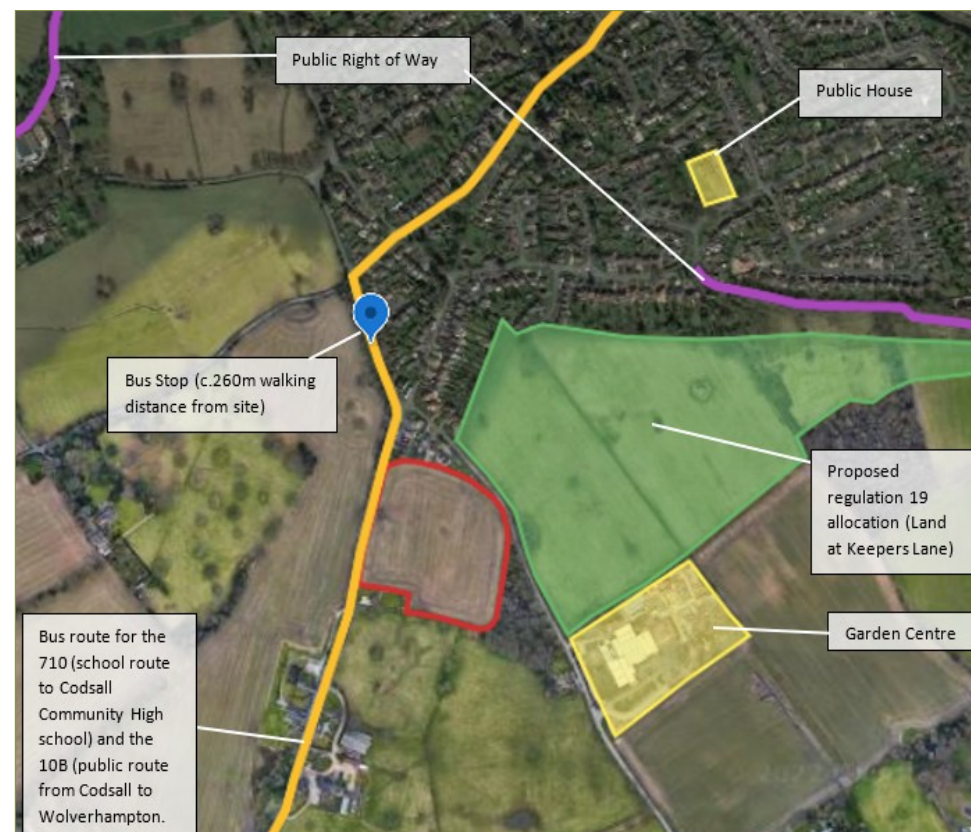 Public Right of Way
Public House
Bus Stop (c.260m walking
distance from site)
Proposed
regulation 19
allocation (Land
at Keepers Lane)
Garden Centre
Bus route for the
710 (school route
to Codsall
Community High
school) and the
10B (public route
from Codsall to
Wolverhampton.